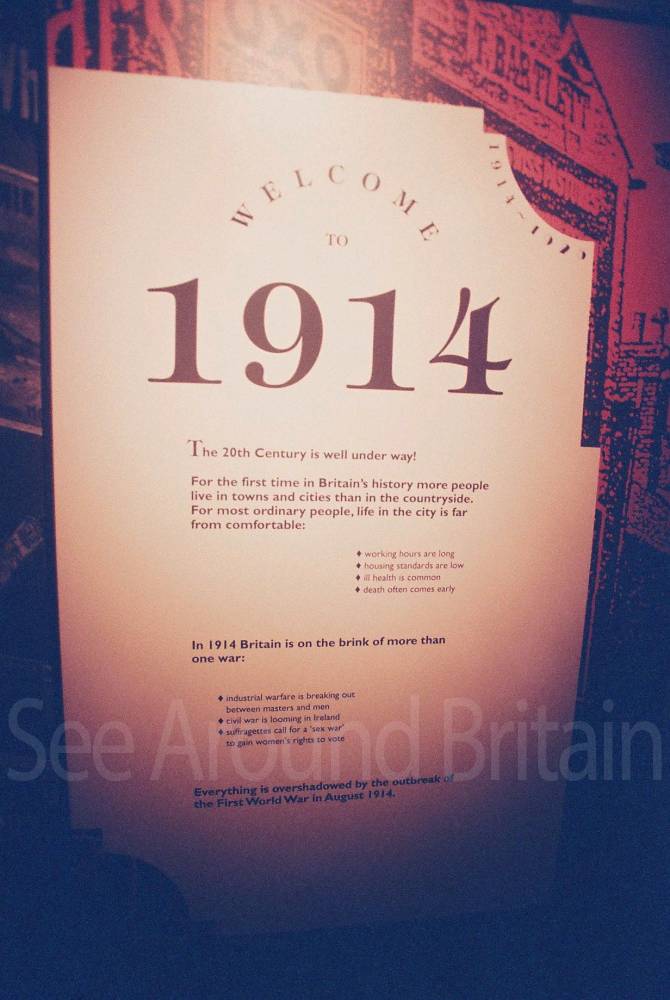 OXO
T. BARTLETT
WELCOME
TO
1914
The 20th Century is well under way!
For the first time in Britain's history more people
live in towns and cities than in the countryside.
For most ordinary people, life in the city is far
from comfortable:
♦ working hours are long
♦ housing standards are low
♦ ill health is common
♦ death often comes early
In 1914 Britain is on the brink of more than
one war:
♦ industrial warfare is breaking out
between masters and men
♦ civil war is looming in Ireland
♦ suffragettes call for a 'sex war'
to gain women's rights to vote
Everything is overshadowed by the outbreak of
the First World War in August 1914.
See Around Britain